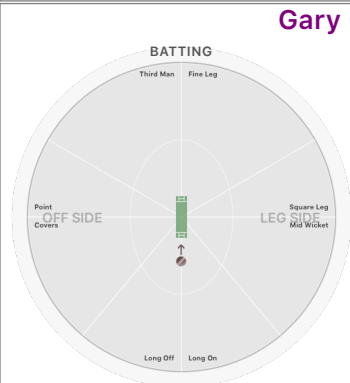 Gary
BATTING
Third Man Fine Leg
Point Square Leg
OFF SIDE LEG SIDE
Covers Mid Wicket
Long Off Long On